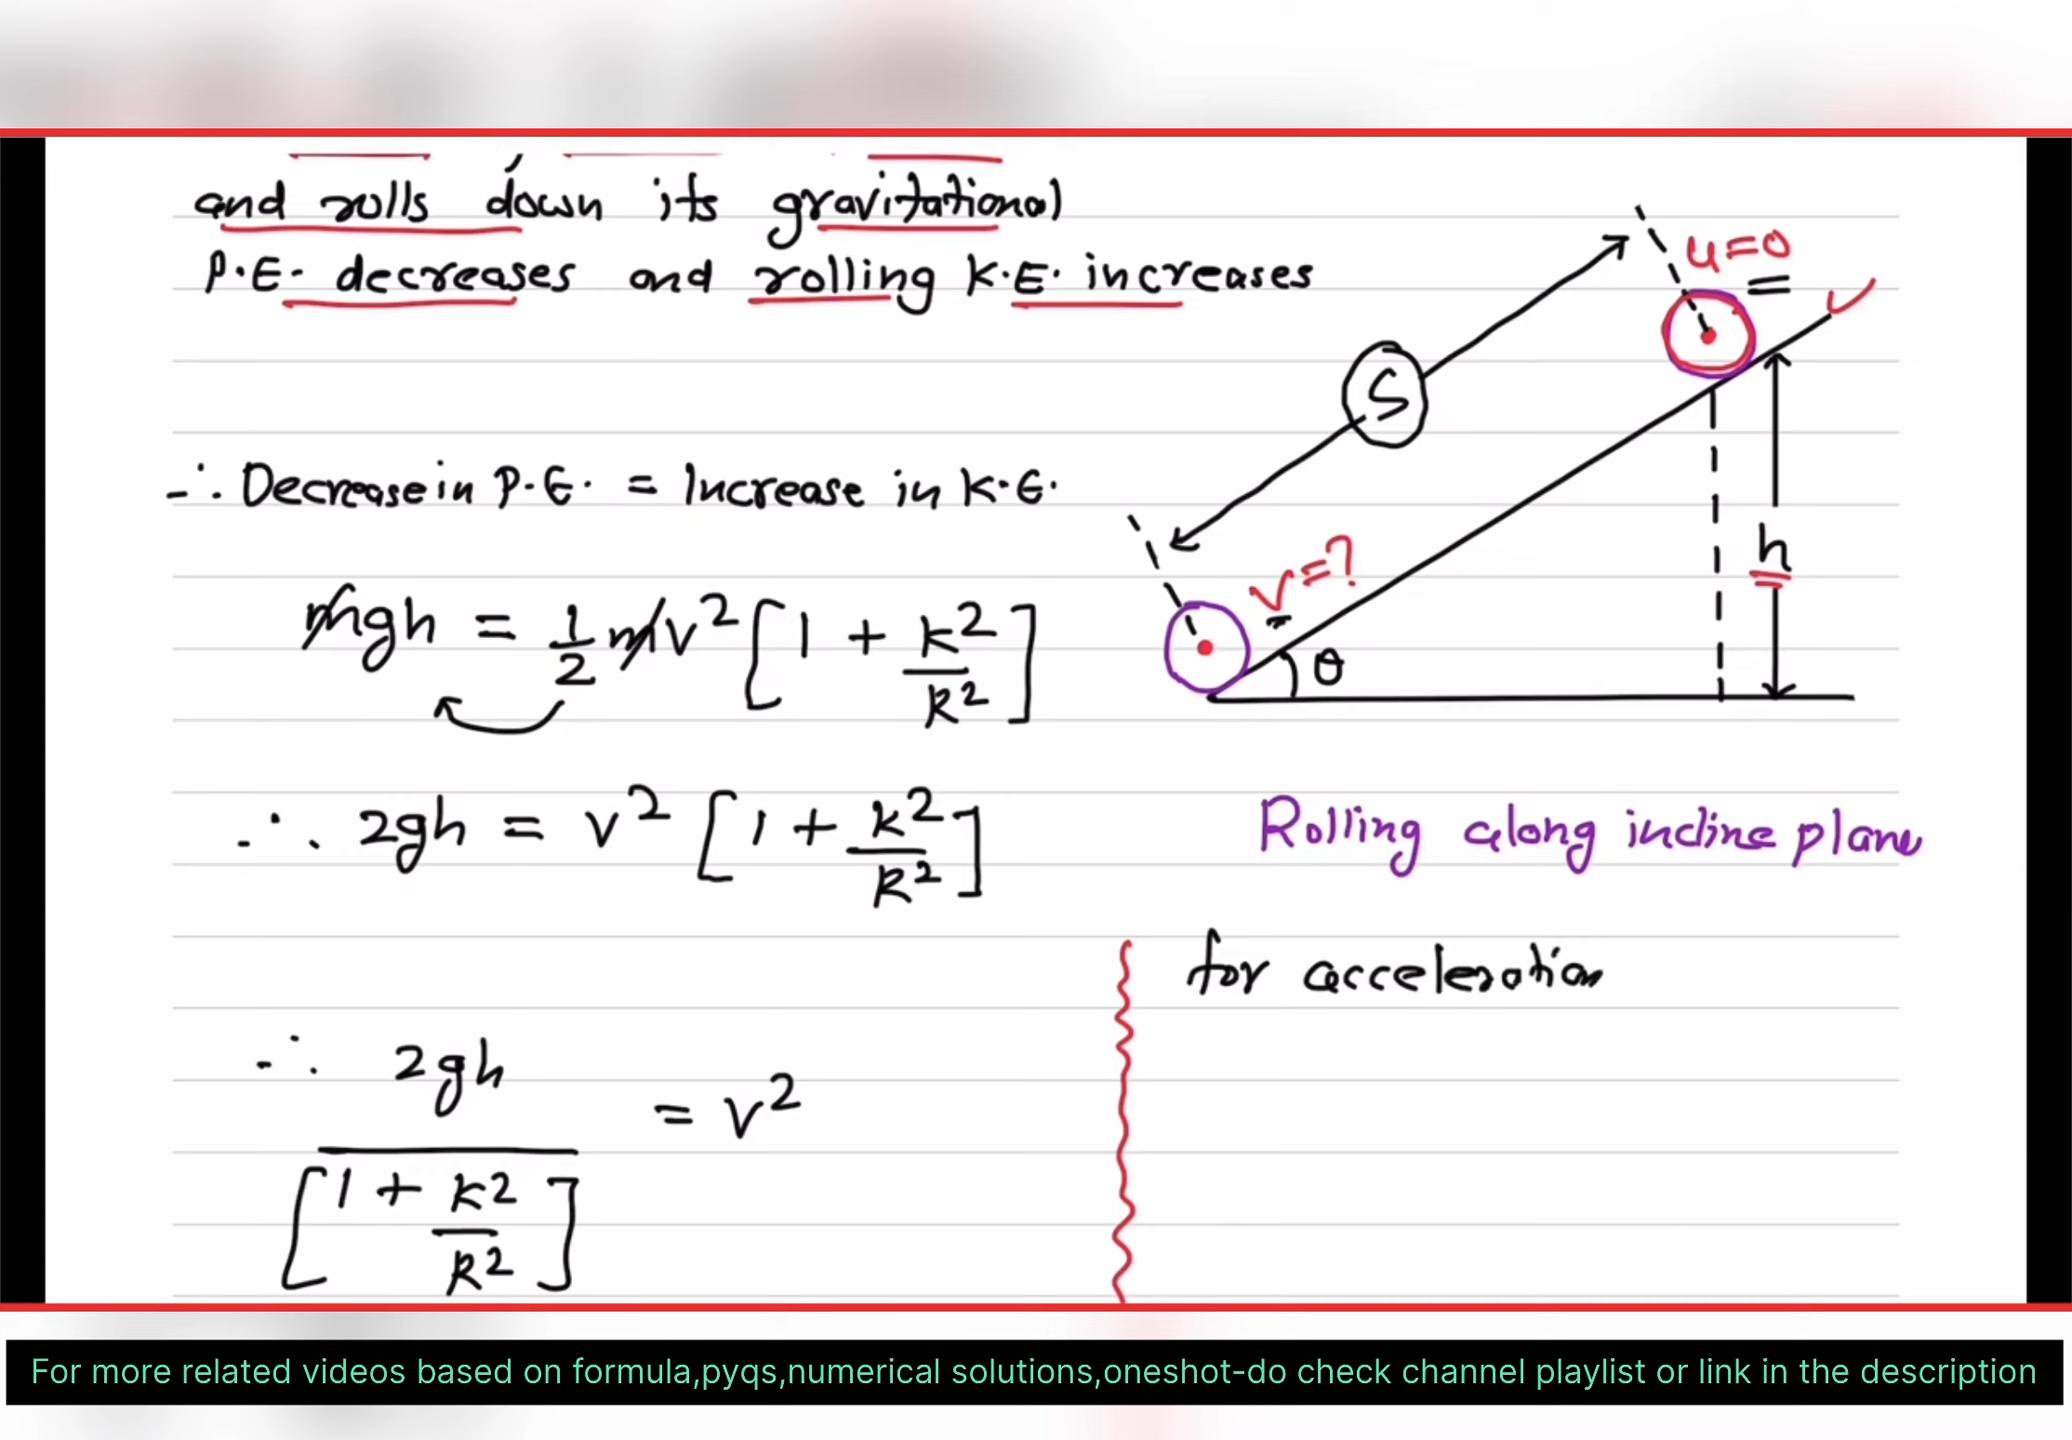 and rolls down its gravitational
P.E. decreases and rolling K.E. increases
∴ Decrease in P.E. = Increase in K.E.
mgh = 1/2 mv² [1 + K²/R²]
∴ 2gh = v² [1 + K²/R²]
∴ 2gh/[1 + K²/R²] = v²
u=0
S
h
v=?
θ
Rolling along incline plane
for acceleration
For more related videos based on formula,pyqs,numerical solutions,oneshot-do check channel playlist or link in the description